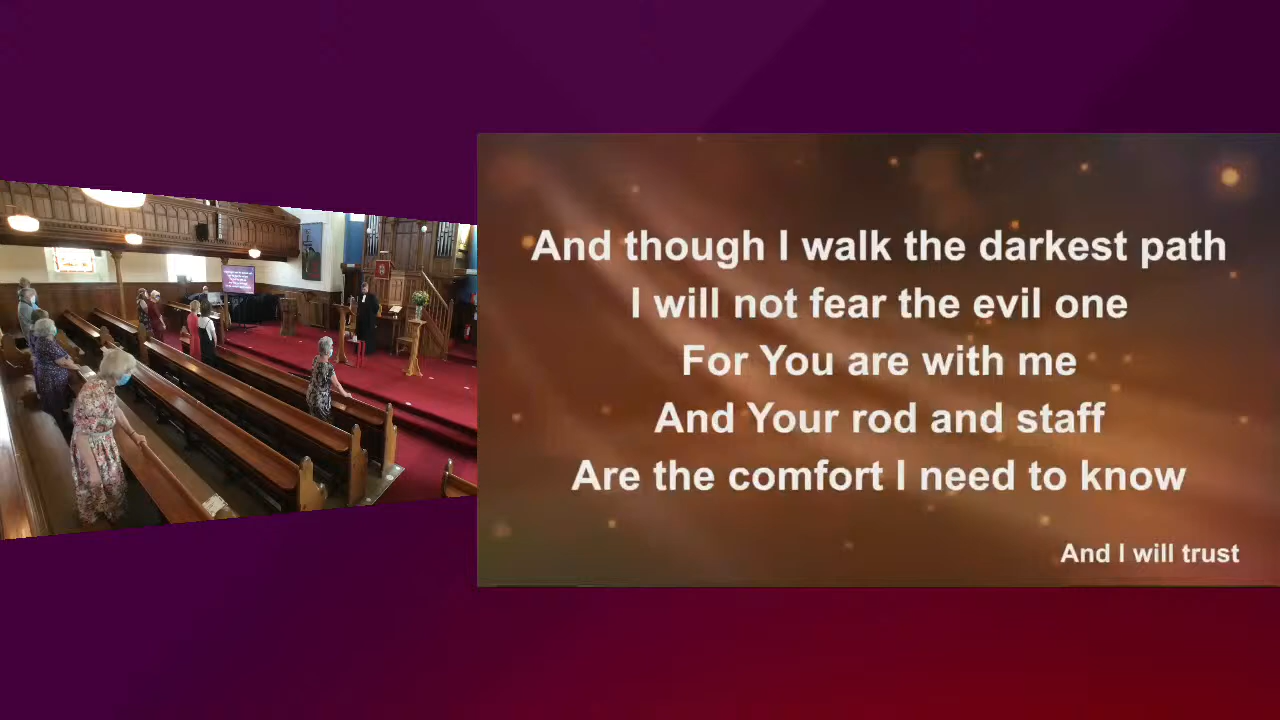 And though I walk the darkest path
I will not fear the evil one
For You are with me
And Your rod and staff
Are the comfort I need to know
And I will trust